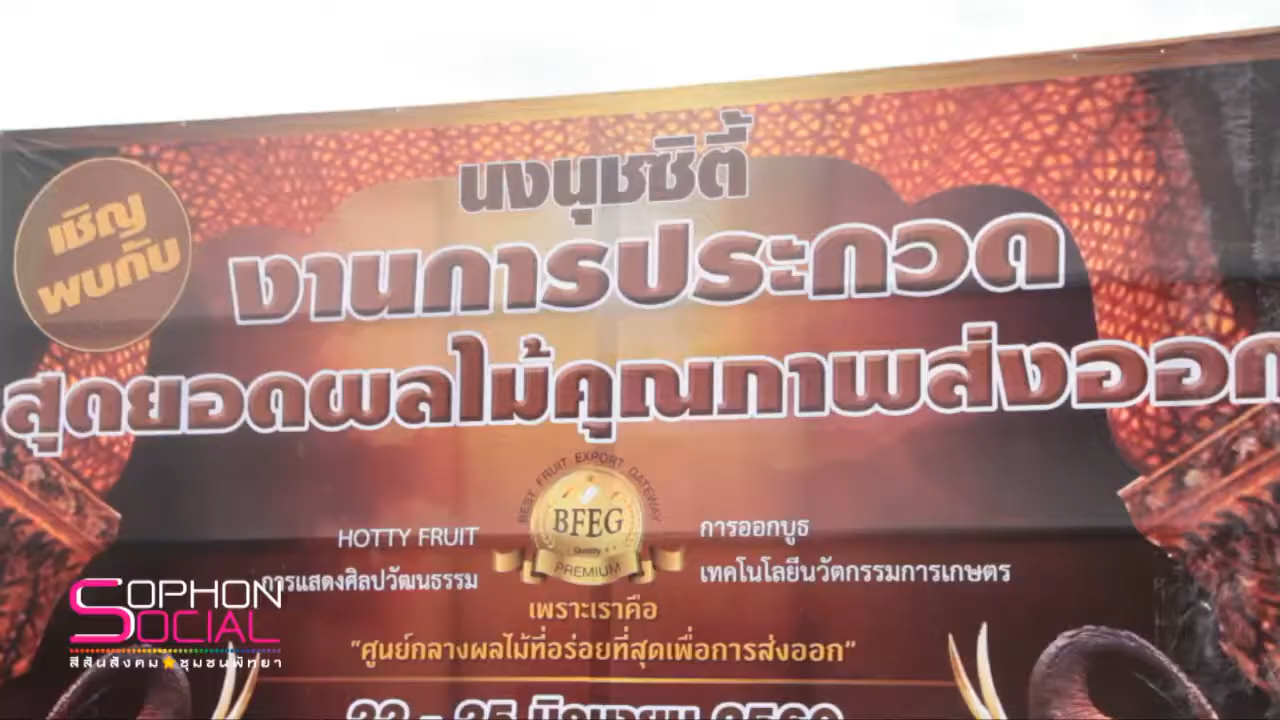 เชิญ
พบกับ
นงนุชซิตี้
งานการประกวด
สุดยอดผลไม้คุณภาพส่งออก
BEST FRUIT EXPORT GATEWAY
BFEG
Quality
PREMIUM
HOTTY FRUIT
การแสดงศิลปวัฒนธรรม
การออกบูธ
เทคโนโลยีนวัตกรรมการเกษตร
เพราะเราคือ
"ศูนย์กลางผลไม้ที่อร่อยที่สุดเพื่อการส่งออก"
SOPHON
SOCIAL
สีสันสังคม ชุมชนพัทยา